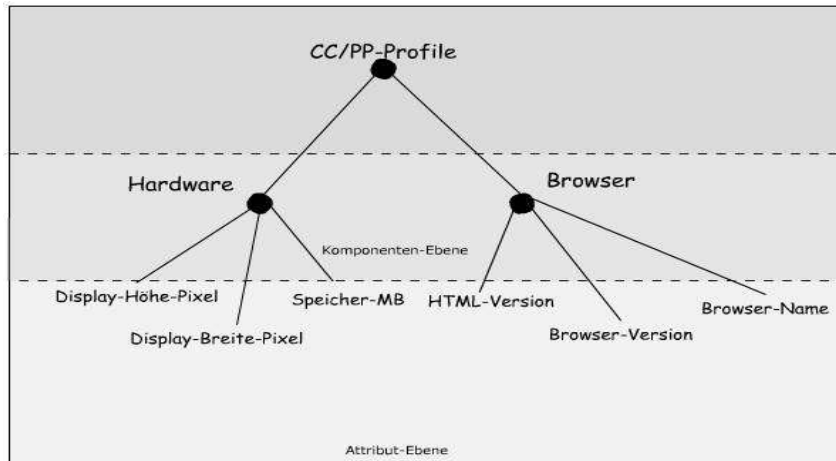 CC/PP-Profile
Hardware
Browser
Komponenten-Ebene
Display-Höhe-Pixel
Speicher-MB
HTML-Version
Browser-Name
Display-Breite-Pixel
Browser-Version
Attribut-Ebene